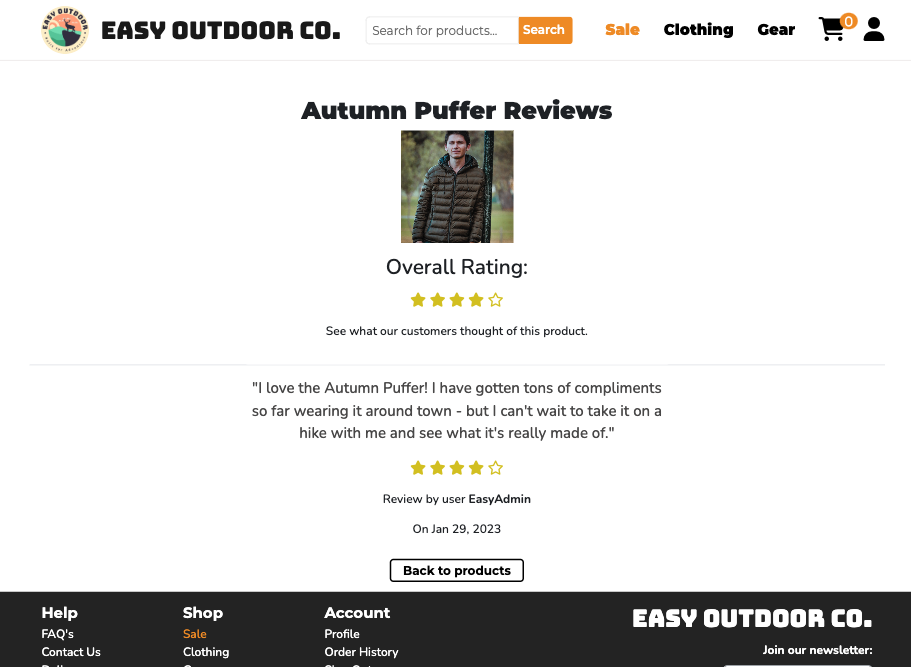 EASY OUTDOOR CO.
Search for products...
Search
Sale
Clothing
Gear
0
Autumn Puffer Reviews
Overall Rating:
See what our customers thought of this product.
"I love the Autumn Puffer! I have gotten tons of compliments
so far wearing it around town - but I can't wait to take it on a
hike with me and see what it's really made of."
Review by user EasyAdmin
On Jan 29, 2023
Back to products
Help
FAQ's
Contact Us
Shop
Sale
Clothing
Account
Profile
Order History
EASY OUTDOOR CO.
Join our newsletter: